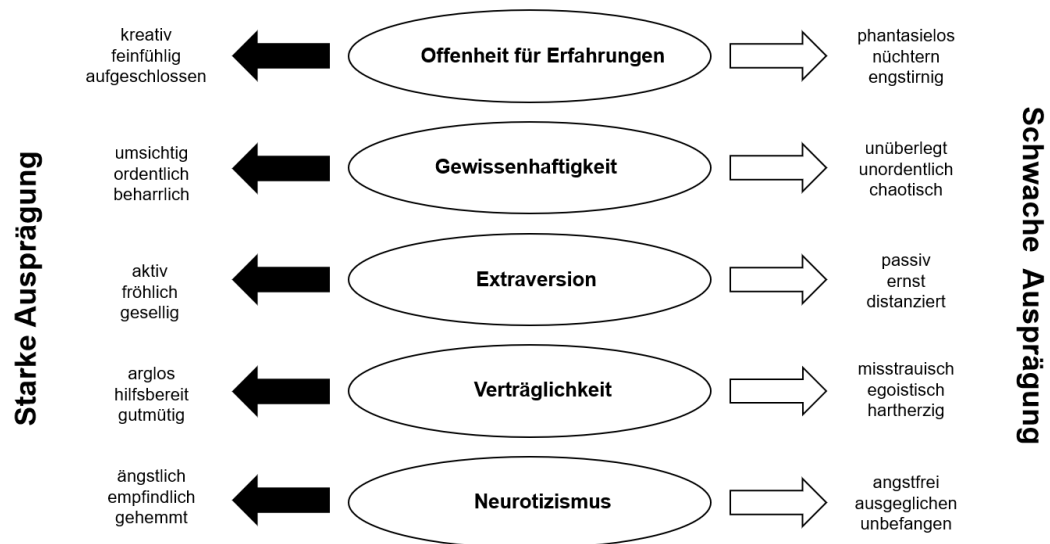 Starke Ausprägung
kreativ
feinfühlig
aufgeschlossen
Offenheit für Erfahrungen
phantasielos
nüchtern
engstirnig
umsichtig
ordentlich
beharrlich
Gewissenhaftigkeit
unüberlegt
unordentlich
chaotisch
aktiv
fröhlich
gesellig
Extraversion
passiv
ernst
distanziert
arglos
hilfsbereit
gutmütig
Verträglichkeit
misstrauisch
egoistisch
hartherzig
ängstlich
empfindlich
gehemmt
Neurotizismus
angstfrei
ausgeglichen
unbefangen
Schwache Ausprägung